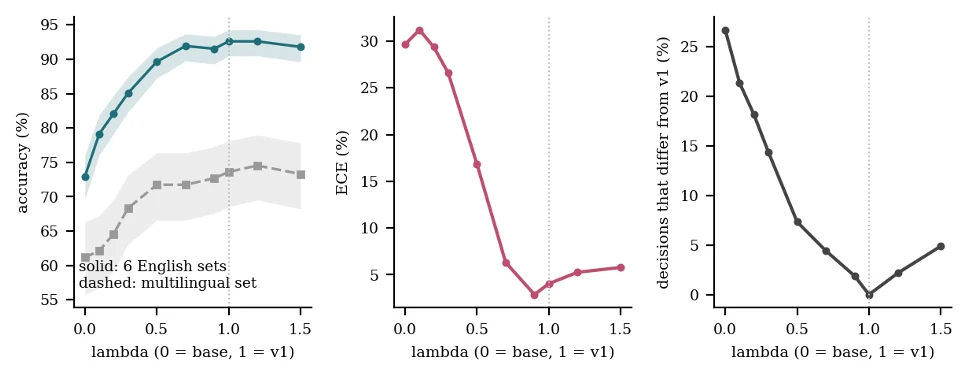 accuracy (%)
95
90
85
80
75
70
65
60
55
solid: 6 English sets
dashed: multilingual set
0.0 0.5 1.0 1.5
lambda (0 = base, 1 = v1)
ECE (%)
30
25
20
15
10
5
0.0 0.5 1.0 1.5
lambda (0 = base, 1 = v1)
decisions that differ from v1 (%)
25
20
15
10
5
0
0.0 0.5 1.0 1.5
lambda (0 = base, 1 = v1)